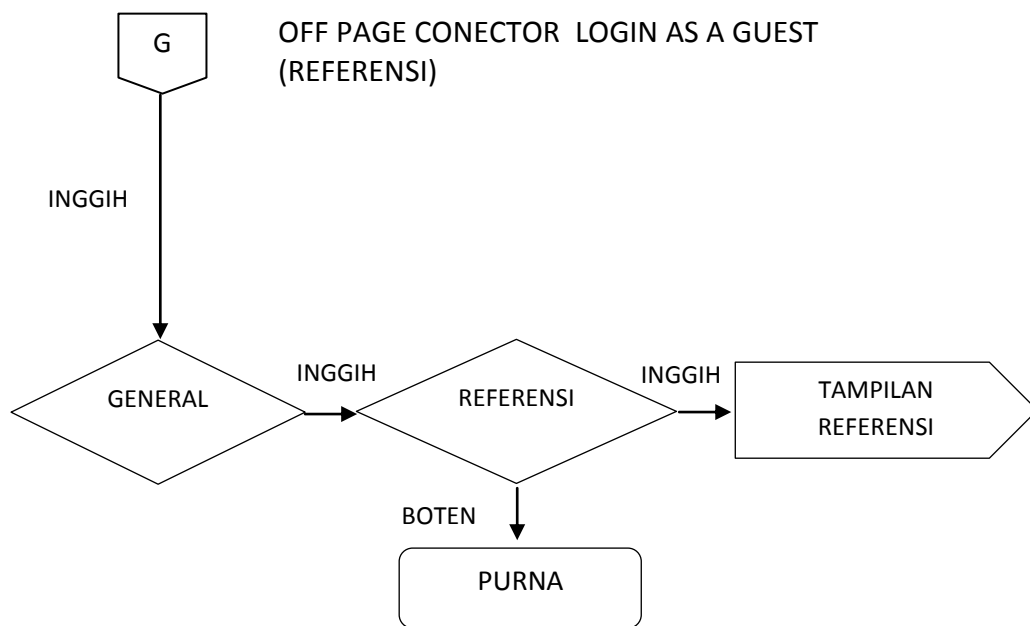 G
OFF PAGE CONECTOR LOGIN AS A GUEST
(REFERENSI)
INGGIH
GENERAL
INGGIH
REFERENSI
INGGIH
TAMPILAN
REFERENSI
BOTEN
PURNA